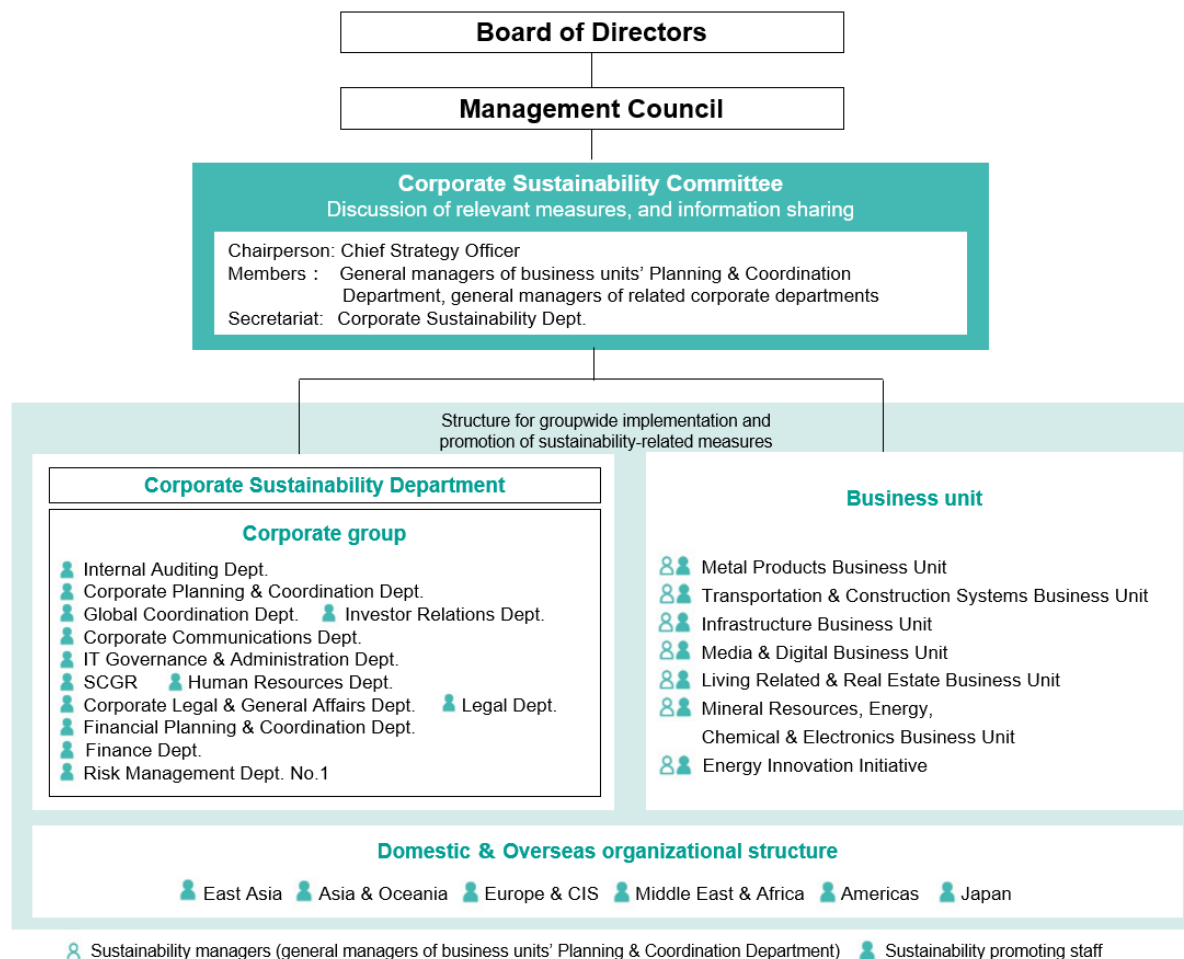 Board of Directors
Management Council
Corporate Sustainability Committee
Discussion of relevant measures, and information sharing
Chairperson: Chief Strategy Officer
Members : General managers of business units' Planning & Coordination
Department, general managers of related corporate departments
Secretariat: Corporate Sustainability Dept.
Structure for groupwide implementation and
promotion of sustainability-related measures
Corporate Sustainability Department
Corporate group
Internal Auditing Dept.
Corporate Planning & Coordination Dept.
Global Coordination Dept. Investor Relations Dept.
Corporate Communications Dept.
IT Governance & Administration Dept.
SCGR Human Resources Dept.
Corporate Legal & General Affairs Dept. Legal Dept.
Financial Planning & Coordination Dept.
Finance Dept.
Risk Management Dept. No.1
Business unit
Metal Products Business Unit
Transportation & Construction Systems Business Unit
Infrastructure Business Unit
Media & Digital Business Unit
Living Related & Real Estate Business Unit
Mineral Resources, Energy,
Chemical & Electronics Business Unit
Energy Innovation Initiative
Domestic & Overseas organizational structure
East Asia Asia & Oceania Europe & CIS Middle East & Africa Americas Japan
Sustainability managers (general managers of business units' Planning & Coordination Department) Sustainability promoting staff